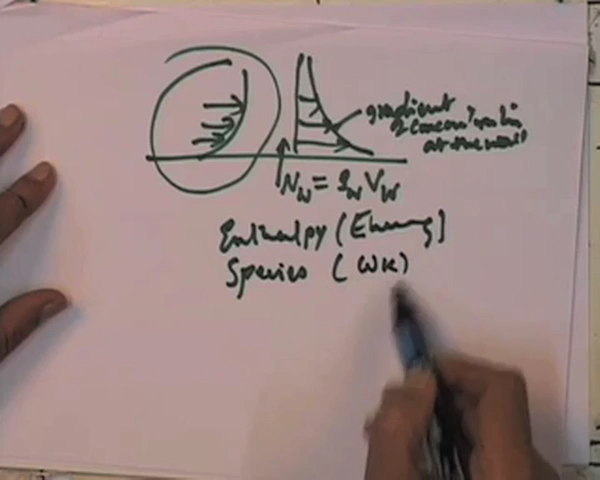 gradient
of concentration
at the wall
N_W = ρ_W V_W
Enthalpy (Energy)
Species (ωk)